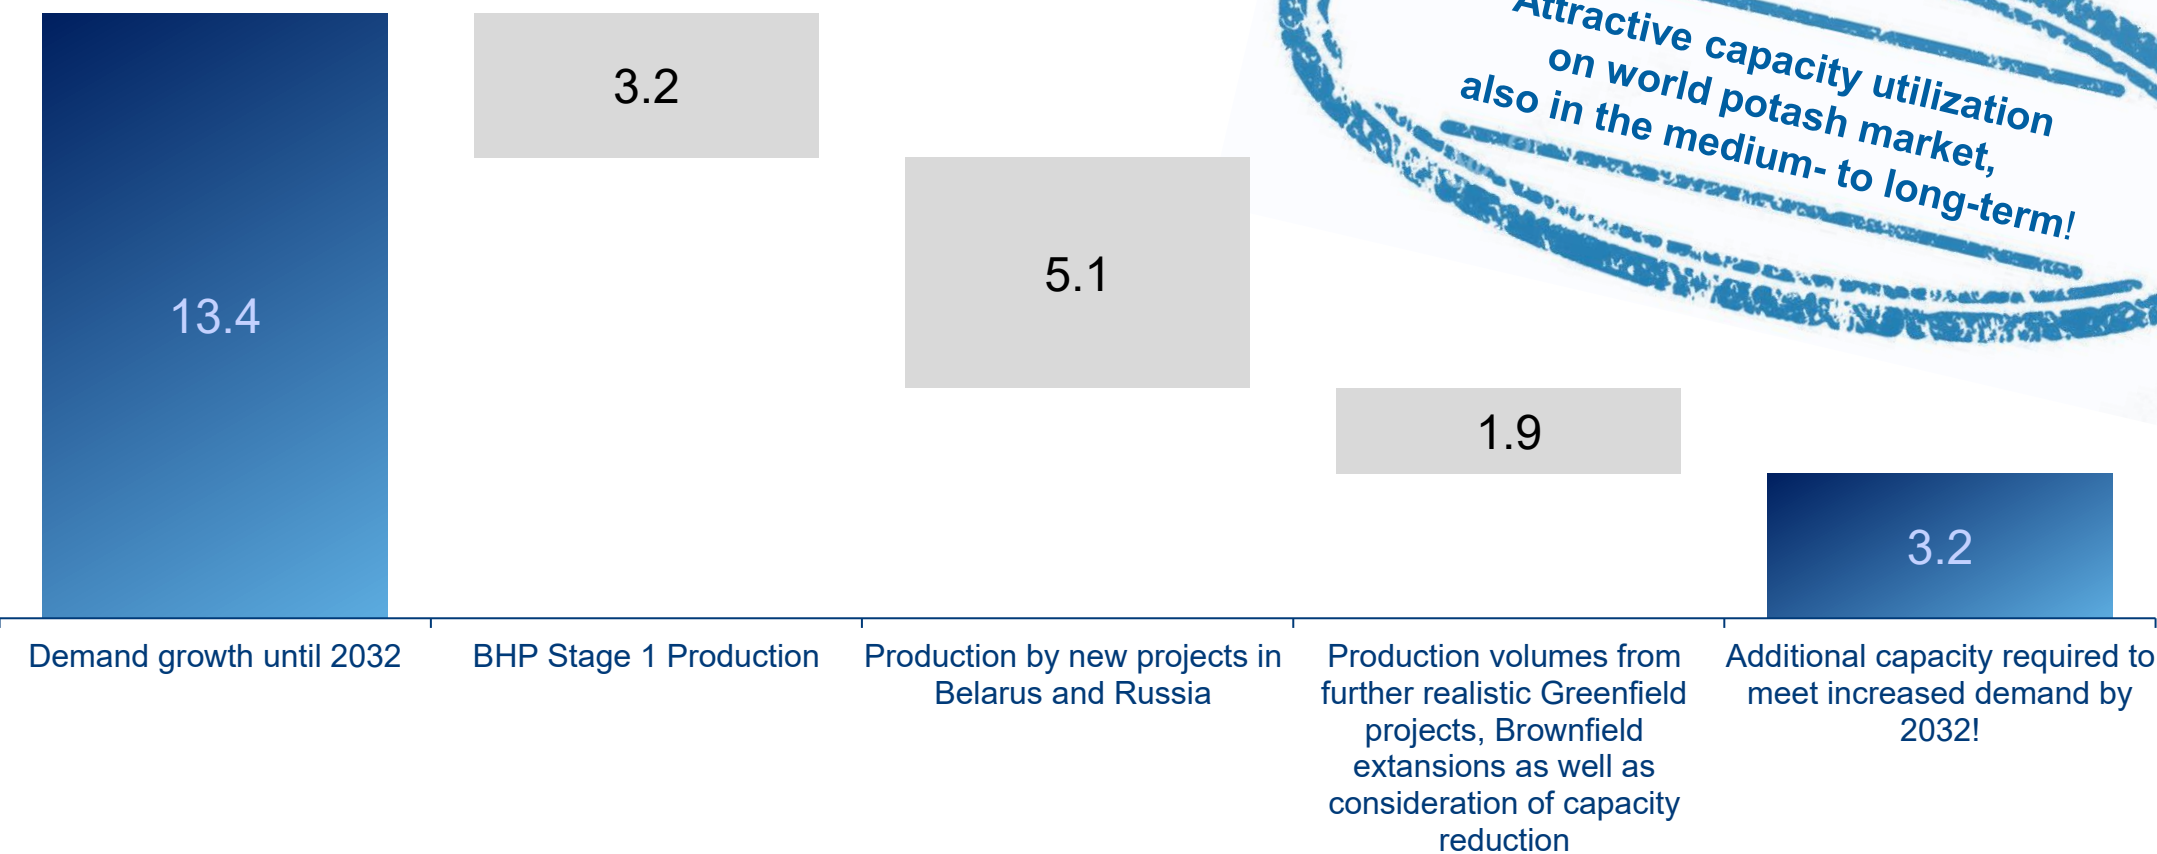 Attractive capacity utilization
on world potash market,
also in the medium- to long-term!
3.2
5.1
13.4
1.9
3.2
Demand growth until 2032
BHP Stage 1 Production
Production by new projects in
Belarus and Russia
Production volumes from
further realistic Greenfield
projects, Brownfield
extansions as well as
consideration of capacity
reduction
Additional capacity required to
meet increased demand by
2032!